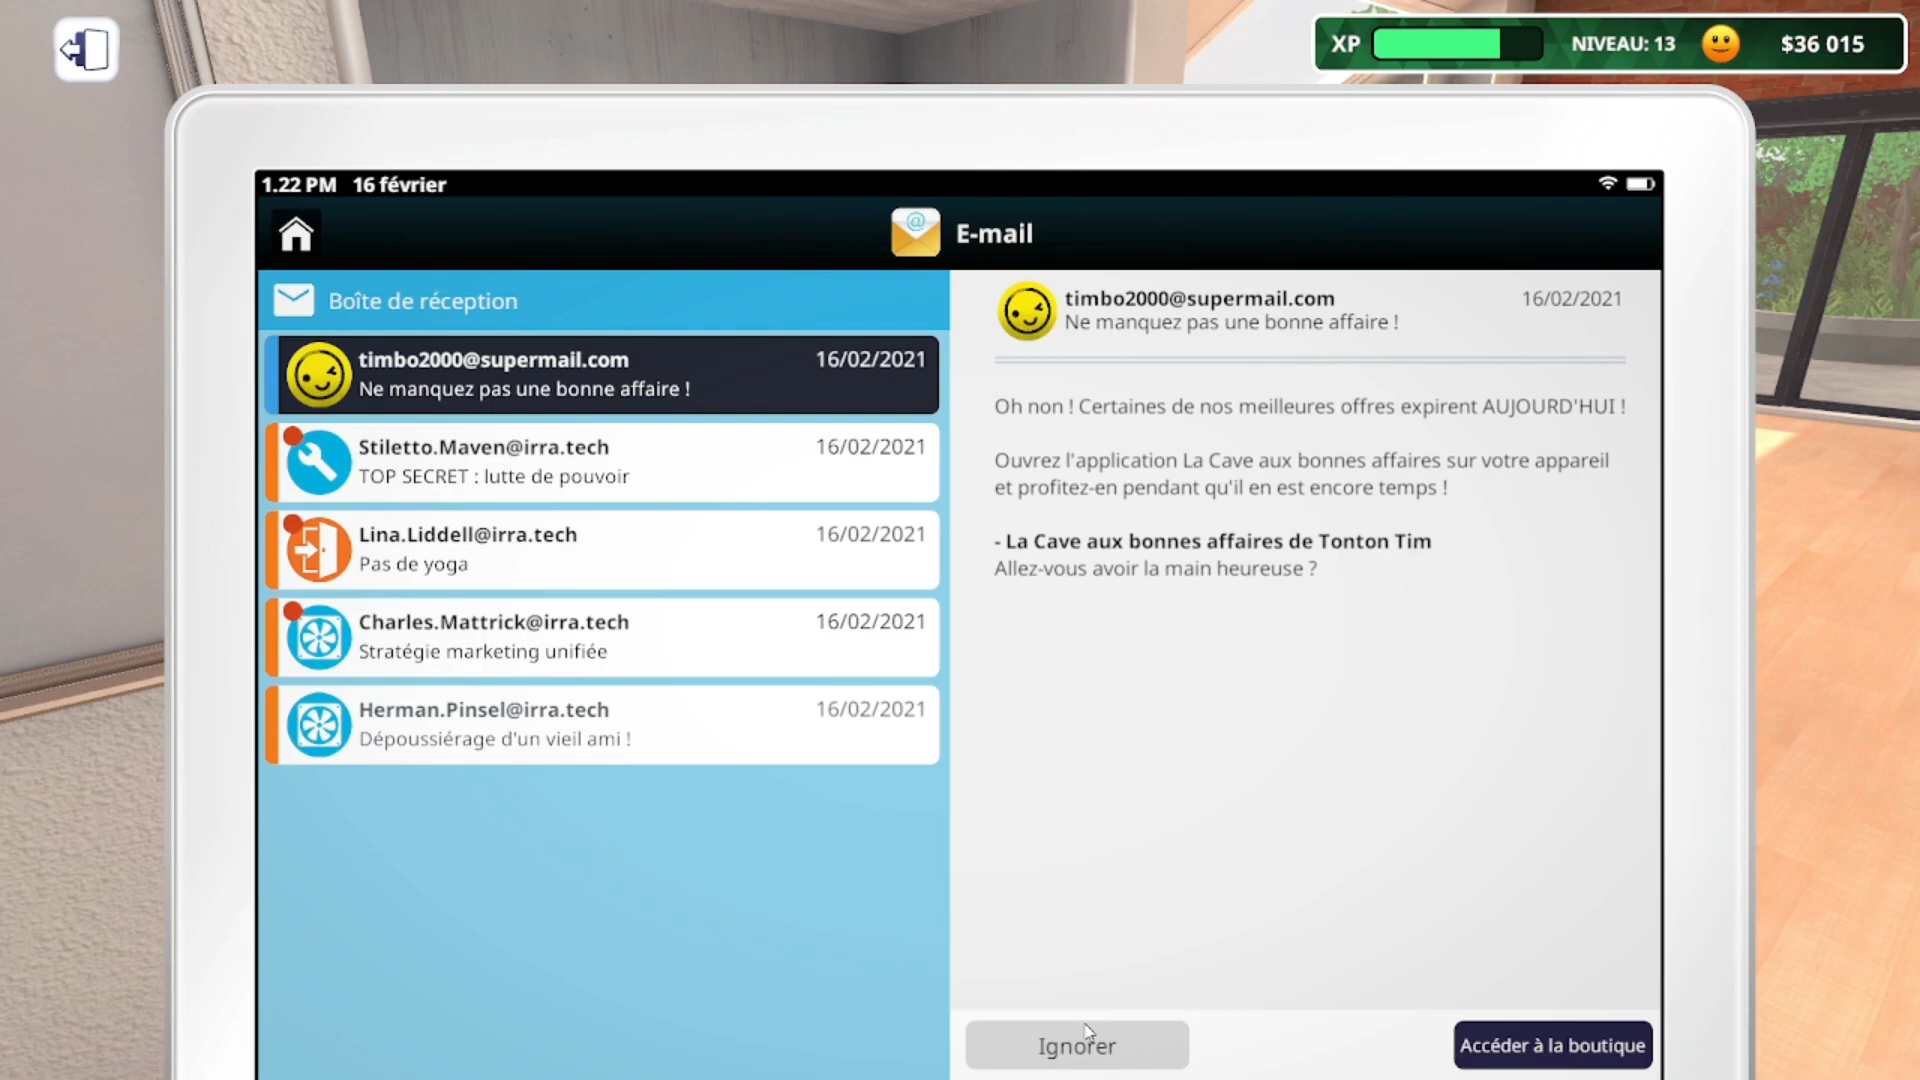 XP NIVEAU: 13 $36 015
1.22 PM 16 février
E-mail
Boîte de réception
timbo2000@supermail.com 16/02/2021
Ne manquez pas une bonne affaire !
Stiletto.Maven@irra.tech 16/02/2021
TOP SECRET : lutte de pouvoir
Lina.Liddell@irra.tech 16/02/2021
Pas de yoga
Charles.Mattrick@irra.tech 16/02/2021
Stratégie marketing unifiée
Herman.Pinsel@irra.tech 16/02/2021
Dépoussiérage d'un vieil ami !
timbo2000@supermail.com 16/02/2021
Ne manquez pas une bonne affaire !
Oh non ! Certaines de nos meilleures offres expirent AUJOURD'HUI !
Ouvrez l'application La Cave aux bonnes affaires sur votre appareil
et profitez-en pendant qu'il en est encore temps !
- La Cave aux bonnes affaires de Tonton Tim
Allez-vous avoir la main heureuse ?
Ignorer
Accéder à la boutique